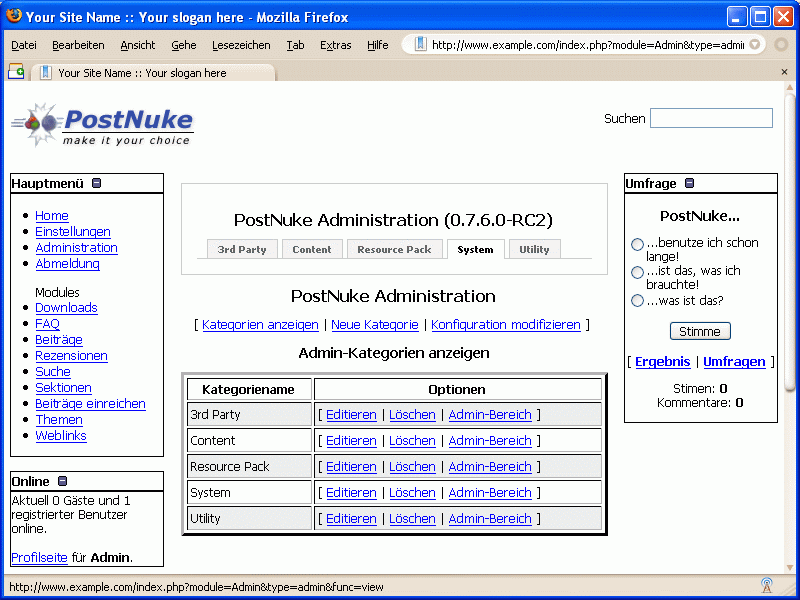 Your Site Name :: Your slogan here - Mozilla Firefox
Datei Bearbeiten Ansicht Gehe Lesezeichen Tab Extras Hilfe http://www.example.com/index.php?module=Admin&type=admi
Your Site Name :: Your slogan here
PostNuke
make it your choice
Suchen
Hauptmenü
Home
Einstellungen
Administration
Abmeldung
Modules
Downloads
FAQ
Beiträge
Rezensionen
Suche
Sektionen
Beiträge einreichen
Themen
Weblinks
Online
Aktuell 0 Gäste und 1
registrierter Benutzer
online.
Profilseite für Admin.
PostNuke Administration (0.7.6.0-RC2)
3rd Party Content Resource Pack System Utility
PostNuke Administration
[ Kategorien anzeigen | Neue Kategorie | Konfiguration modifizieren ]
Admin-Kategorien anzeigen
Kategoriename Optionen
3rd Party [ Editieren | Löschen | Admin-Bereich ]
Content [ Editieren | Löschen | Admin-Bereich ]
Resource Pack [ Editieren | Löschen | Admin-Bereich ]
System [ Editieren | Löschen | Admin-Bereich ]
Utility [ Editieren | Löschen | Admin-Bereich ]
Umfrage
PostNuke...
...benutze ich schon
lange!
...ist das, was ich
brauchte!
...was ist das?
Stimme
[ Ergebnis | Umfragen ]
Stimen: 0
Kommentare: 0
http://www.example.com/index.php?module=Admin&type=admin&func=view